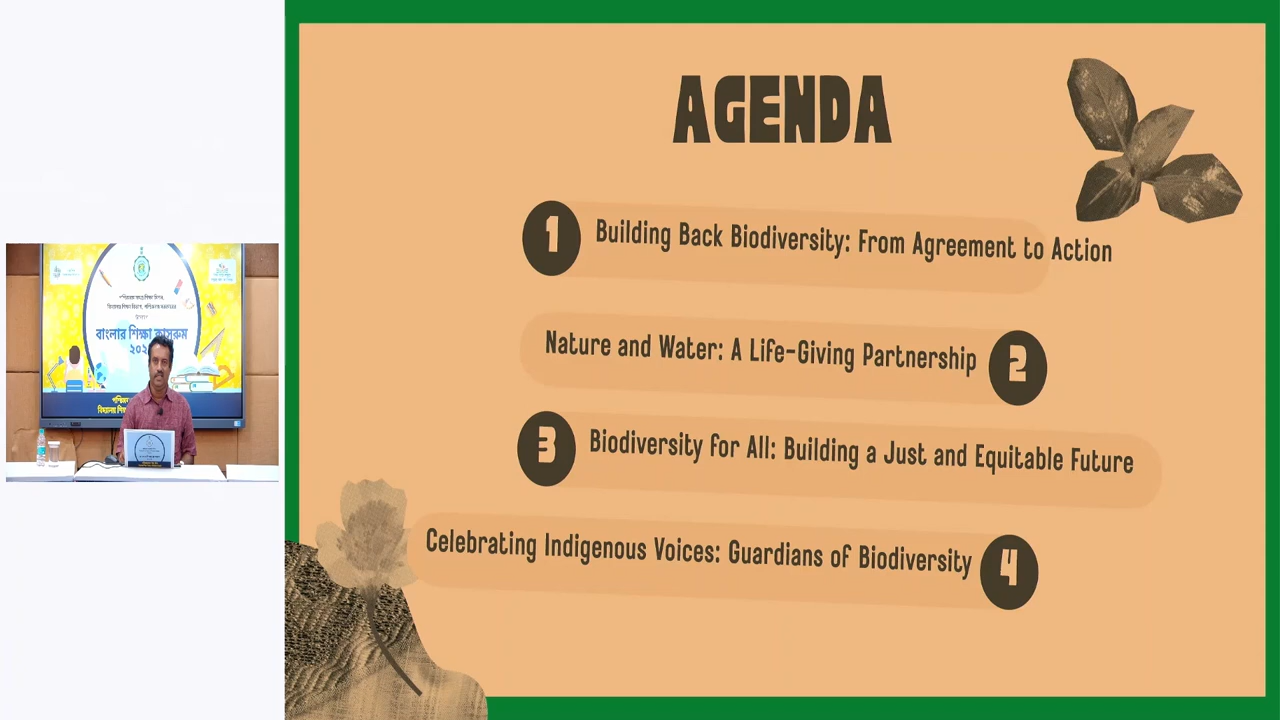 AGENDA
1 Building Back Biodiversity: From Agreement to Action
Nature and Water: A Life-Giving Partnership 2
3 Biodiversity for All: Building a Just and Equitable Future
Celebrating Indigenous Voices: Guardians of Biodiversity 4
বাংলার শিক্ষা ক্লাসরুম